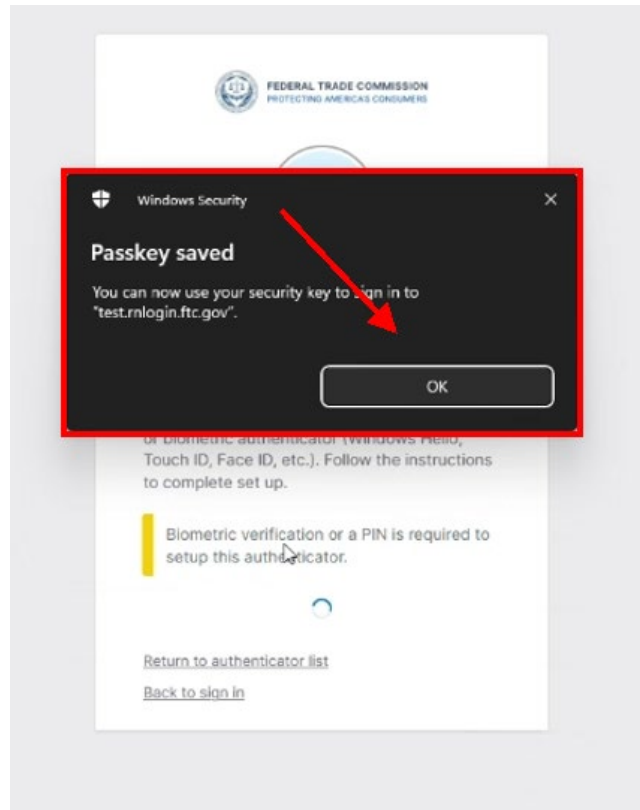 FEDERAL TRADE COMMISSION
PROTECTING AMERICA'S CONSUMERS
Windows Security
Passkey saved
You can now use your security key to sign in to
"test.rnlogin.ftc.gov".
OK
or biometric authenticator (Windows Hello,
Touch ID, Face ID, etc.). Follow the instructions
to complete set up.
Biometric verification or a PIN is required to
setup this authenticator.
Return to authenticator list
Back to sign in